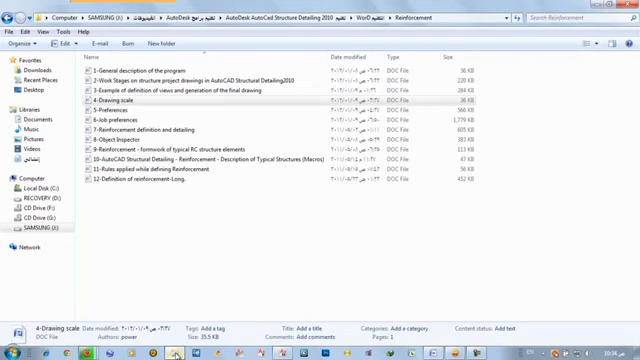 Computer ▸ SAMSUNG (J:) ▸ AutoDesk ▸ تعليم برامج ▸ AutoDesk AutoCad Structure Detailing 2010 ▸ Reinforcement
Search Reinforcement
File Edit View Tools Help
Organize Open Print E-mail Burn New folder
Favorites
Downloads
Recent Places
Desktop
Libraries
Documents
Music
Pictures
Videos
Computer
Local Disk (C:)
RECOVERY (D:)
CD Drive (F:)
CD Drive (G:)
SAMSUNG (J:)
Network
Name Date modified Type Size
1-General description of the program DOC File 36 KB
2-Work Stages on structure project drawings in AutoCAD Structural Detailing2010 DOC File 220 KB
3-Example of definition of views and generation of the final drawing DOC File 284 KB
4-Drawing scale DOC File 36 KB
5-Preferences DOC File 566 KB
6-Job preferences DOC File 1,779 KB
7-Reinforcement definition and detailing DOC File 605 KB
8-Object Inspector DOC File 383 KB
9-Reinforcement - formwork of typical RC structure elements DOC File 113 KB
10-AutoCAD Structural Detailing - Reinforcement - Description of Typical Structures (Macros) DOC File 47 KB
11-Rules applied while defining Reinforcement DOC File 56 KB
12-Definition of reinforcement-Long. DOC File 452 KB
4-Drawing scale Date modified: Tags: Add a tag Title: Add a title Categories: Add a category Content status: Add text
DOC File Authors: power Size: 35.5 KB Comments: Add comments Pages: 1
EN 10:34 ص